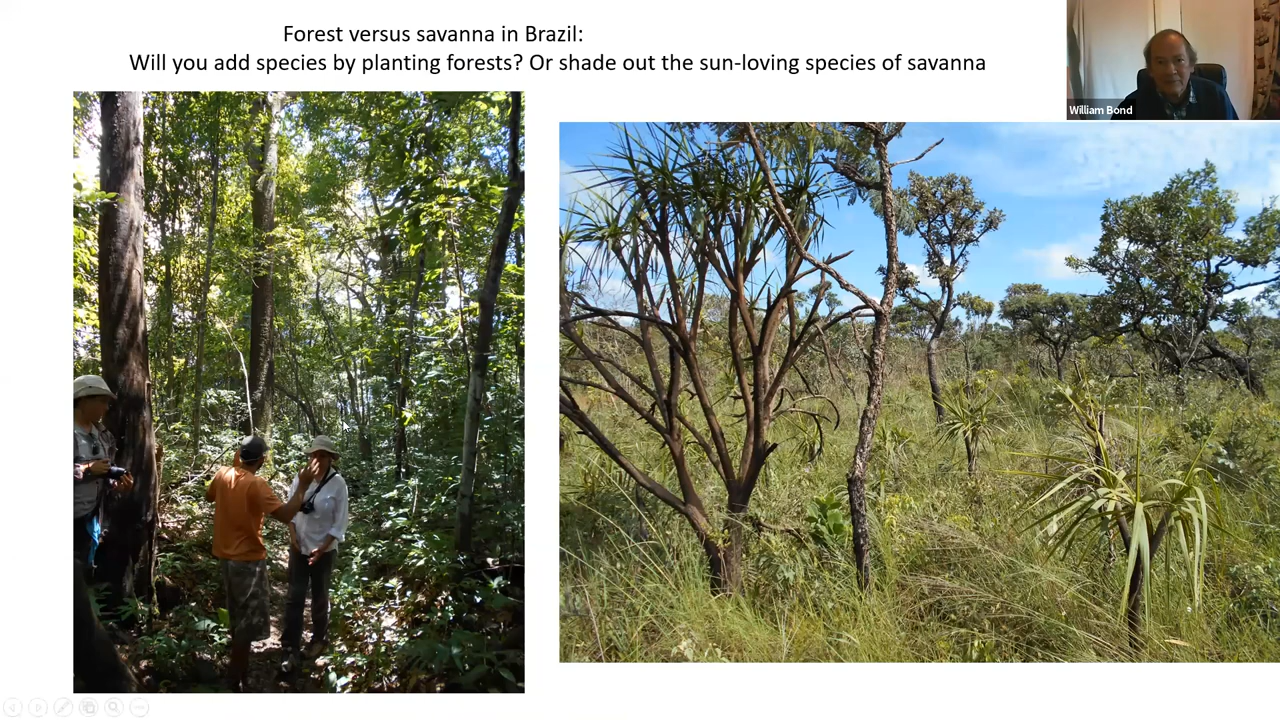 Forest versus savanna in Brazil:
Will you add species by planting forests? Or shade out the sun-loving species of savanna
William Bond